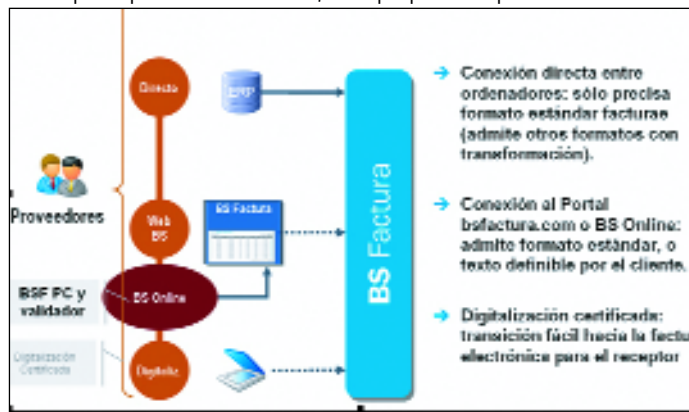 Proveedores
BSF PC y
validador
Digitalización
Certificada
Directa
Web
BS
BS Online
Digitaliz.
ERP
BS Factura
BS Factura
Conexión directa entre
ordenadores: sólo precisa
formato estándar facturae
(admite otros formatos con
transformación).
Conexión al Portal
bsfactura.com o BS Online:
admite formato estándar, o
texto definible por el cliente.
Digitalización certificada:
transición fácil hacia la factu
electrónica para el receptor